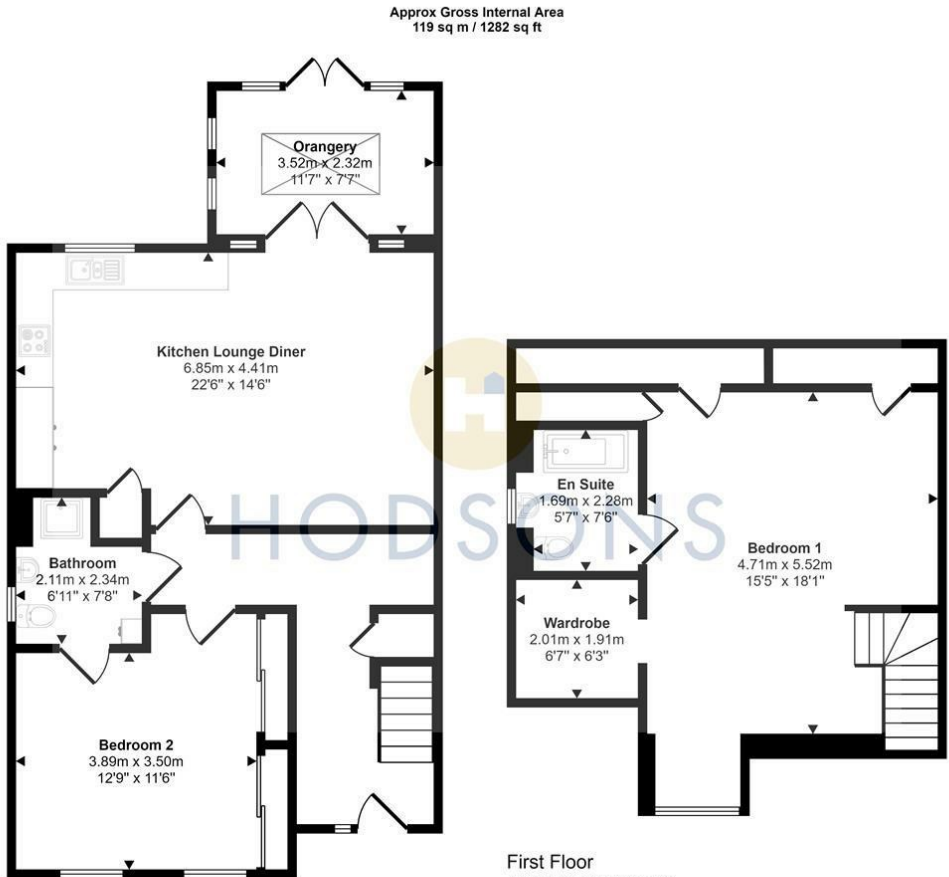 Approx Gross Internal Area
119 sq m / 1282 sq ft
Orangery
3.52m x 2.32m
11'7" x 7'7"
Kitchen Lounge Diner
6.85m x 4.41m
22'6" x 14'6"
HODSONS
Bathroom
2.11m x 2.34m
6'11" x 7'8"
Bedroom 2
3.89m x 3.50m
12'9" x 11'6"
En Suite
1.69m x 2.28m
5'7" x 7'6"
Bedroom 1
4.71m x 5.52m
15'5" x 18'1"
Wardrobe
2.01m x 1.91m
6'7" x 6'3"
First Floor